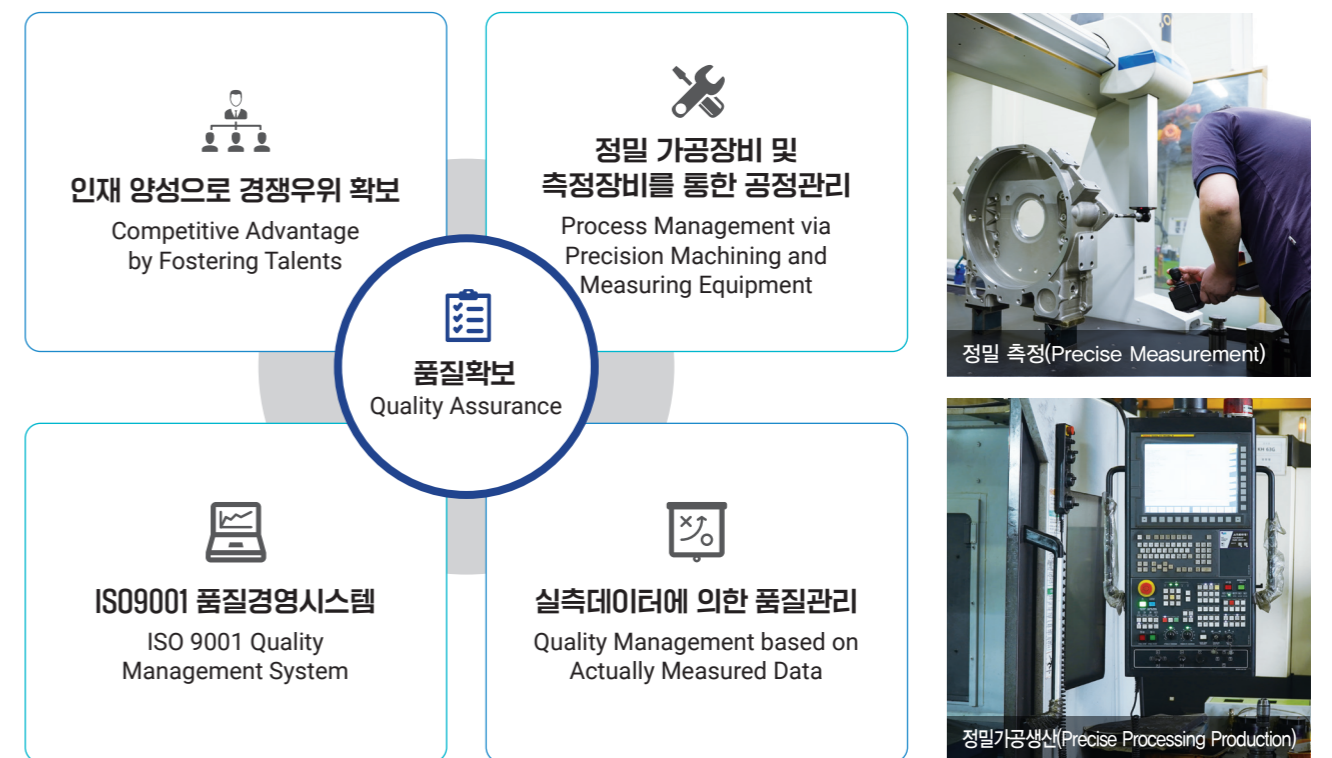 인재 양성으로 경쟁우위 확보
Competitive Advantage
by Fostering Talents
정밀 가공장비 및
측정장비를 통한 공정관리
Process Management via
Precision Machining and
Measuring Equipment
품질확보
Quality Assurance
ISO9001 품질경영시스템
ISO 9001 Quality
Management System
실측데이터에 의한 품질관리
Quality Management based on
Actually Measured Data
정밀 측정(Precise Measurement)
정밀가공생산(Precise Processing Production)